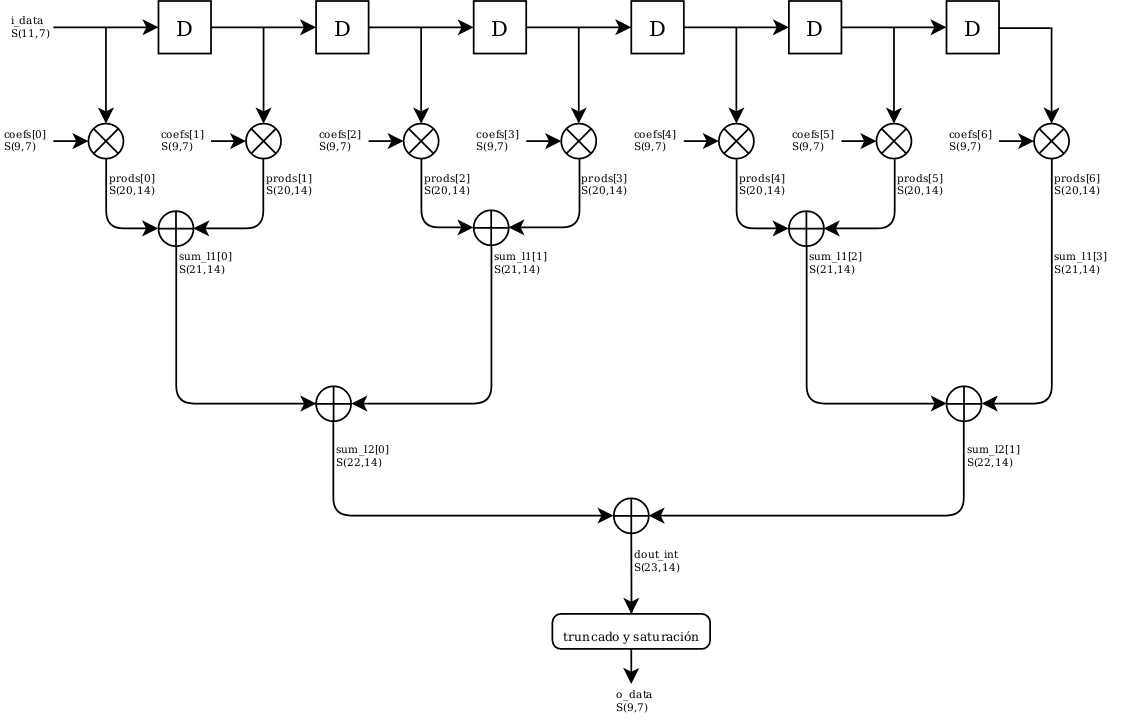 i_data
S(11,7)
D
D
D
D
D
D
coefs[0]
S(9,7)
coefs[1]
S(9,7)
coefs[2]
S(9,7)
coefs[3]
S(9,7)
coefs[4]
S(9,7)
coefs[5]
S(9,7)
coefs[6]
S(9,7)
prods[0]
S(20,14)
prods[1]
S(20,14)
prods[2]
S(20,14)
prods[3]
S(20,14)
prods[4]
S(20,14)
prods[5]
S(20,14)
prods[6]
S(20,14)
sum_l1[0]
S(21,14)
sum_l1[1]
S(21,14)
sum_l1[2]
S(21,14)
sum_l1[3]
S(21,14)
sum_l2[0]
S(22,14)
sum_l2[1]
S(22,14)
dout_int
S(23,14)
truncado y saturación
o_data
S(9,7)